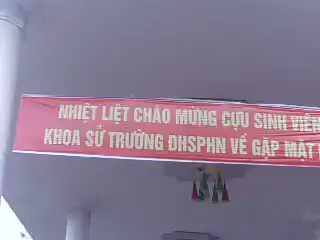 NHIỆT LIỆT CHÀO MỪNG CỰU SINH VIÊN
KHOA SỬ TRƯỜNG ĐHSPHN VỀ GẶP MẶT